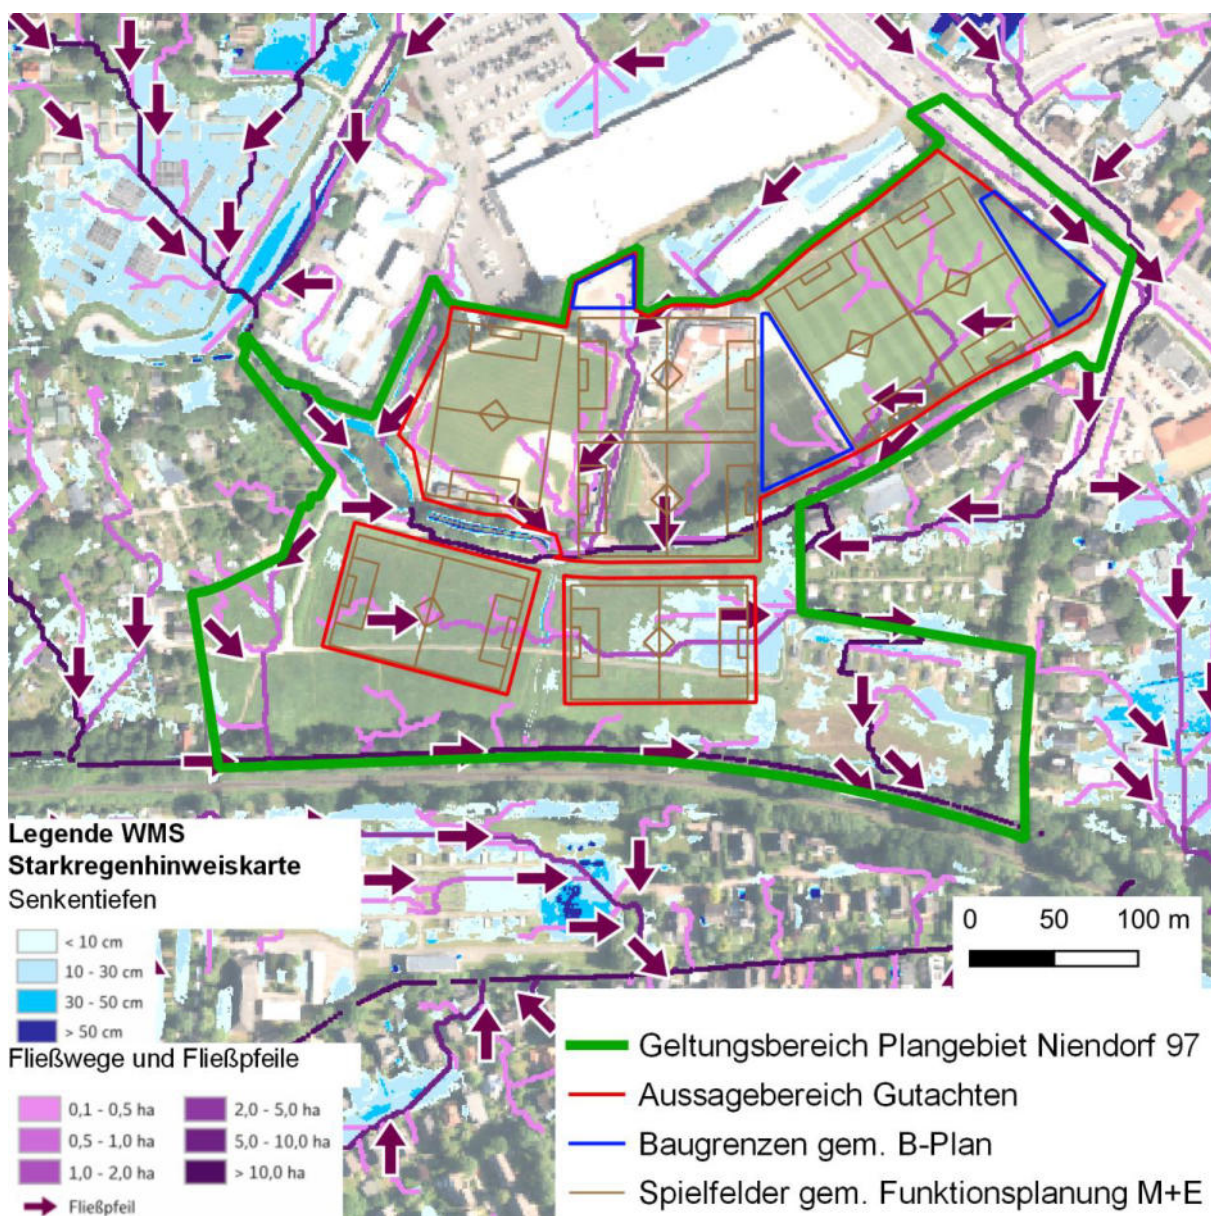 Legende WMS
Starkregenhinweiskarte
Senkentiefen
< 10 cm
10 - 30 cm
30 - 50 cm
> 50 cm
Fließwege und Fließpfeile
0,1 - 0,5 ha
0,5 - 1,0 ha
1,0 - 2,0 ha
2,0 - 5,0 ha
5,0 - 10,0 ha
> 10,0 ha
Fließpfeil
0 50 100 m
Geltungsbereich Plangebiet Niendorf 97
Aussagebereich Gutachten
Baugrenzen gem. B-Plan
Spielfelder gem. Funktionsplanung M+E